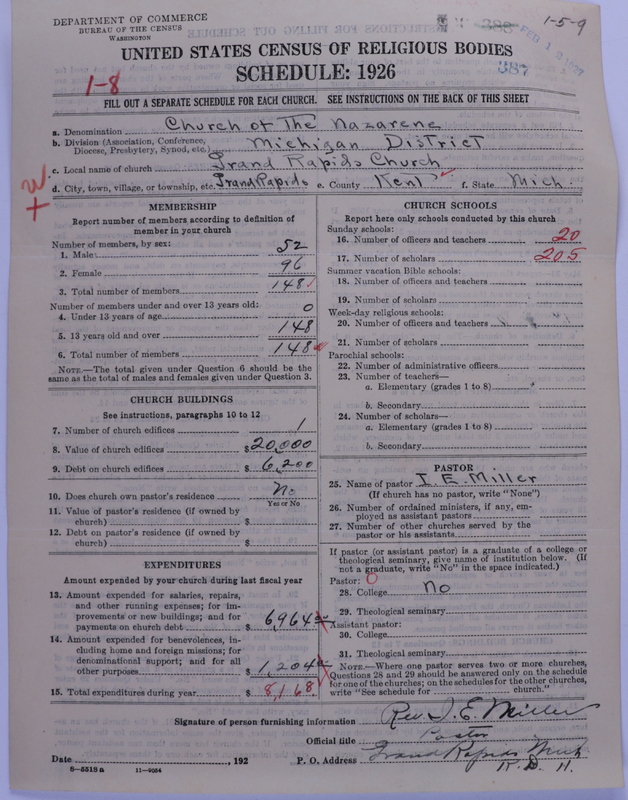 DEPARTMENT OF COMMERCE
BUREAU OF THE CENSUS
WASHINGTON
388
387
1-5-9
UNITED STATES CENSUS OF RELIGIOUS BODIES
SCHEDULE: 1926
1-8
FILL OUT A SEPARATE SCHEDULE FOR EACH CHURCH. SEE INSTRUCTIONS ON THE BACK OF THIS SHEET
a. Denomination Church of The Nazarene
b. Division (Association, Conference, Diocese, Presbytery, Synod, etc.) Michigan District
c. Local name of church Grand Rapids Church
d. City, town, village, or township, etc. Grand Rapids e. County Kent f. State Mich
MEMBERSHIP
Report number of members according to definition of
member in your church
Number of members, by sex:
1. Male 52
2. Female 96
3. Total number of members 148
Number of members under and over 13 years old:
4. Under 13 years of age 0
5. 13 years old and over 148
6. Total number of members 148
NOTE.—The total given under Question 6 should be
same as the total of males and females given under Question 3.
CHURCH BUILDINGS
See instructions, paragraphs 10 to 12
7. Number of church edifices 1
8. Value of church edifices $20,000
9. Debt on church edifices $6,200
10. Does church own pastor's residence No
Yes or No
11. Value of pastor's residence (if owned by
church) $
12. Debt on pastor's residence (if owned by
church) $
EXPENDITURES
Amount expended by your church during last fiscal year
13. Amount expended for salaries, repairs,
and other running expenses; for im-
provements or new buildings; and for
payments on church debt $6964
14. Amount expended for benevolences, in-
cluding home and foreign missions; for
denominational support; and for all
other purposes $1,204
15. Total expenditures during year $8,168
CHURCH SCHOOLS
Report here only schools conducted by this church
Sunday schools:
16. Number of officers and teachers 20
17. Number of scholars 205
Summer vacation Bible schools:
18. Number of officers and teachers
19. Number of scholars
Week-day religious schools:
20. Number of officers and teachers
21. Number of scholars
Parochial schools:
22. Number of administrative officers
23. Number of teachers—
a. Elementary (grades 1 to 8)
b. Secondary
24. Number of scholars—
a. Elementary (grades 1 to 8)
b. Secondary
PASTOR
25. Name of pastor I. E. Miller
(If church has no pastor, write "None")
26. Number of ordained ministers, if any, em-
ployed as assistant pastors
27. Number of other churches served by the
pastor or his assistants
If pastor (or assistant pastor) is a graduate of a college or
theological seminary, give name of institution below. (If
not a graduate, write "No" in the space indicated.)
Pastor: 0
28. College No
29. Theological seminary
Assistant pastor:
30. College
31. Theological seminary
NOTE.—Where one pastor serves two or more churches,
Questions 28 and 29 should be answered only on the schedule
for one of the churches; on the schedules for the other churches,
write "See schedule for church."
Signature of person furnishing information Rev I. E. Miller
Official title Pastor
Date , 192 P. O. Address Grand Rapids Mich
R. D. 11.
8-5518a 11-9054